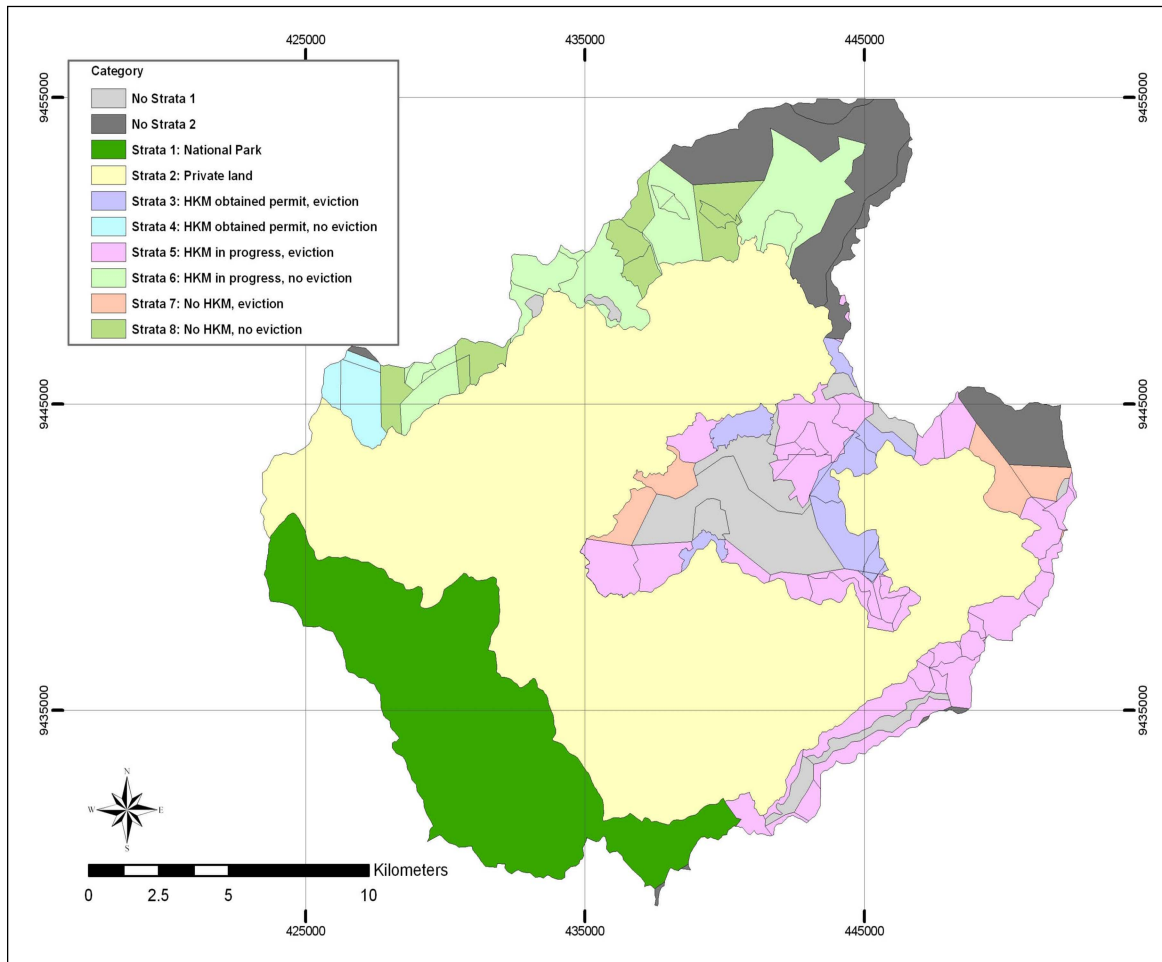 425000 435000 445000
9455000 9455000
Category
No Strata 1
No Strata 2
Strata 1: National Park
Strata 2: Private land
Strata 3: HKM obtained permit, eviction
Strata 4: HKM obtained permit, no eviction
Strata 5: HKM in progress, eviction
Strata 6: HKM in progress, no eviction
Strata 7: No HKM, eviction
Strata 8: No HKM, no eviction
9445000 9445000
9435000 9435000
N
W E
S
Kilometers
0 2.5 5 10
425000 435000 445000